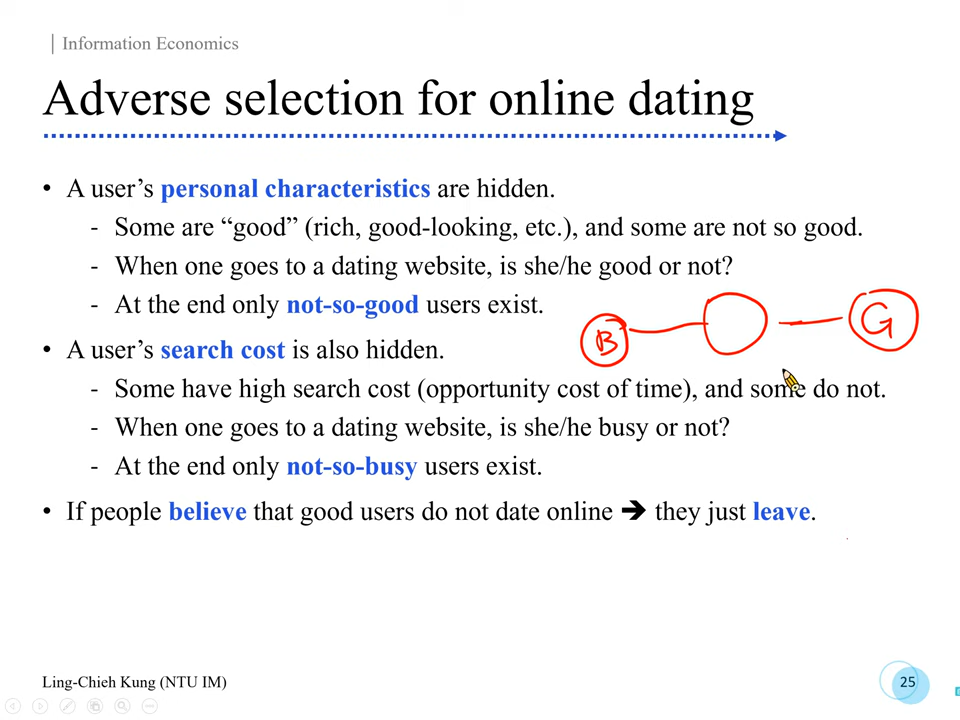 | Information Economics
Adverse selection for online dating
• A user’s personal characteristics are hidden.
- Some are “good” (rich, good-looking, etc.), and some are not so good.
- When one goes to a dating website, is she/he good or not?
- At the end only not-so-good users exist.
B G
• A user’s search cost is also hidden.
- Some have high search cost (opportunity cost of time), and some do not.
- When one goes to a dating website, is she/he busy or not?
- At the end only not-so-busy users exist.
• If people believe that good users do not date online ➔ they just leave.
Ling-Chieh Kung (NTU IM)
25